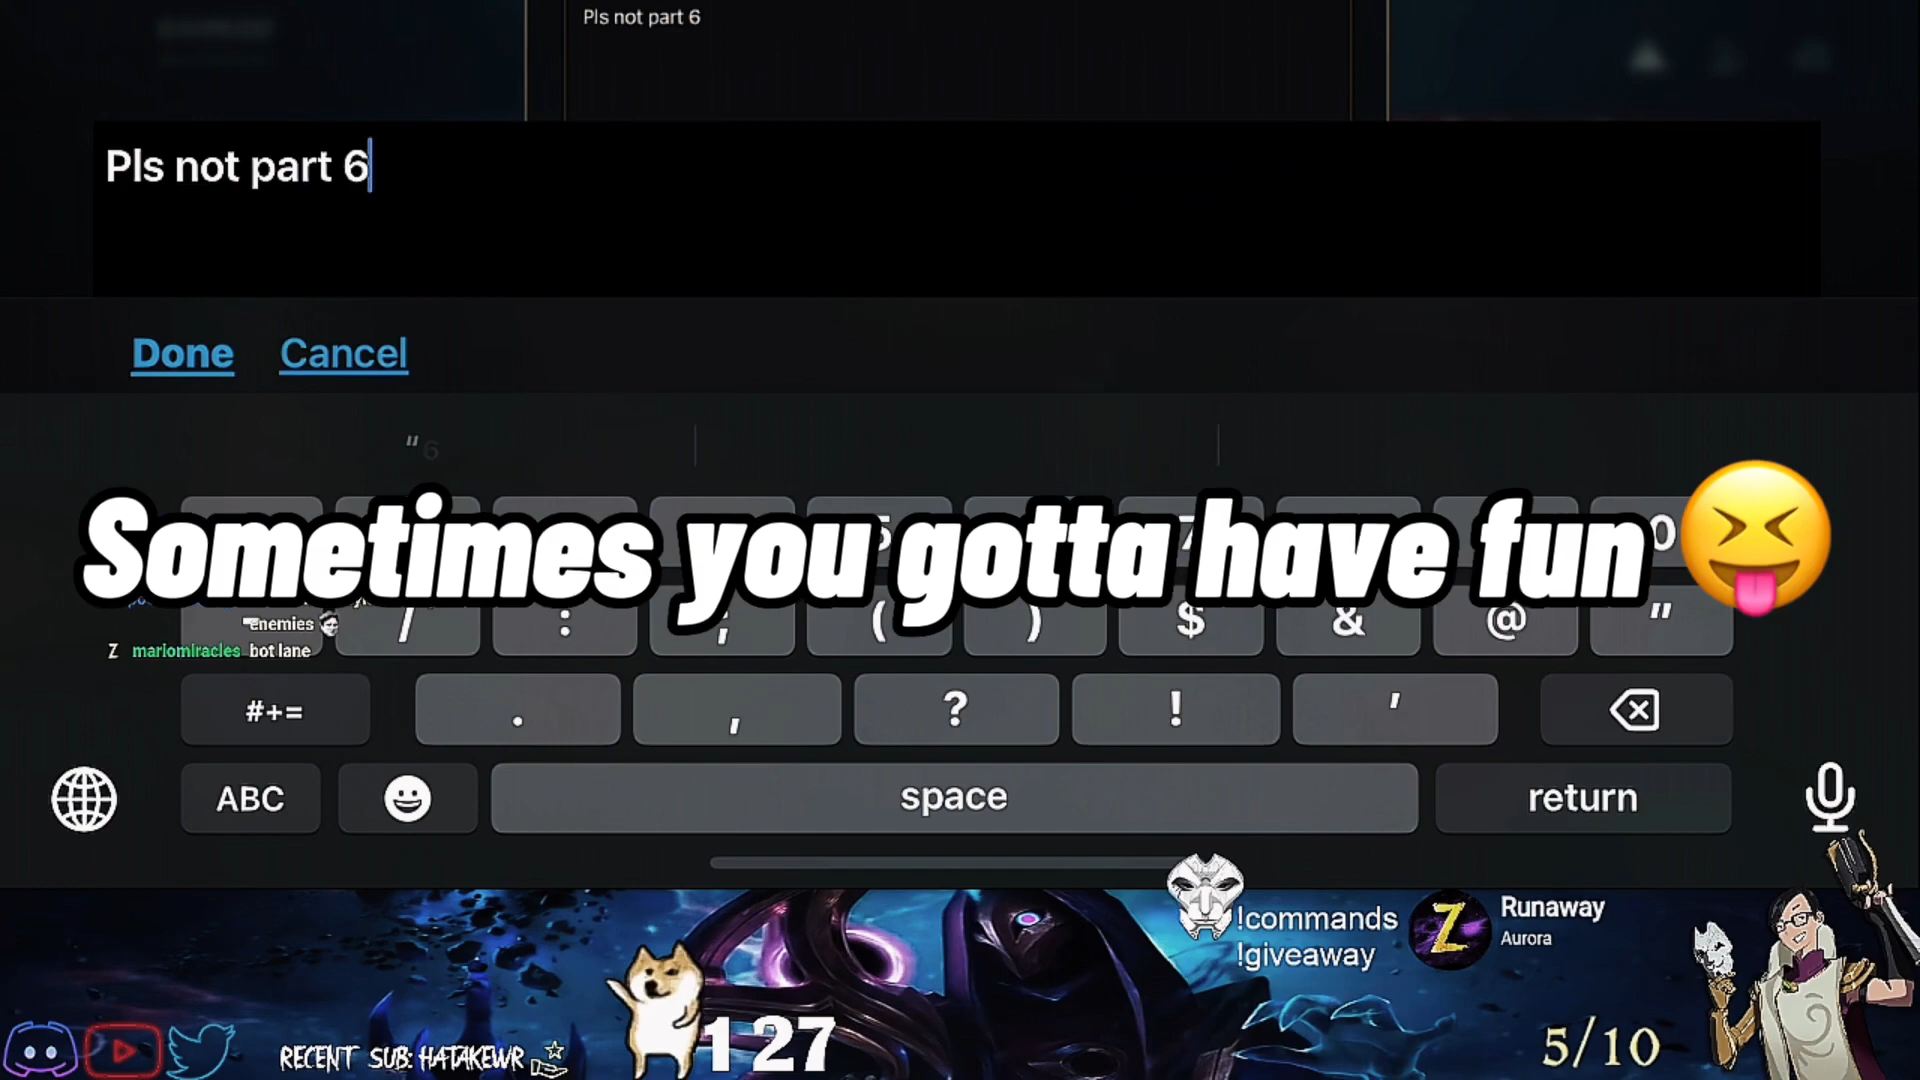 Pls not part 6
Pls not part 6
Done Cancel
"6
Sometimes you gotta have fun😝
enemies
Z mariomiracles bot lane
/ : ; ( ) $ & @ "
#+= . , ? ! '
ABC space return
!commands
!giveaway
Z
Runaway
Aurora
RECENT SUB: HATAKEWR
127
5/10